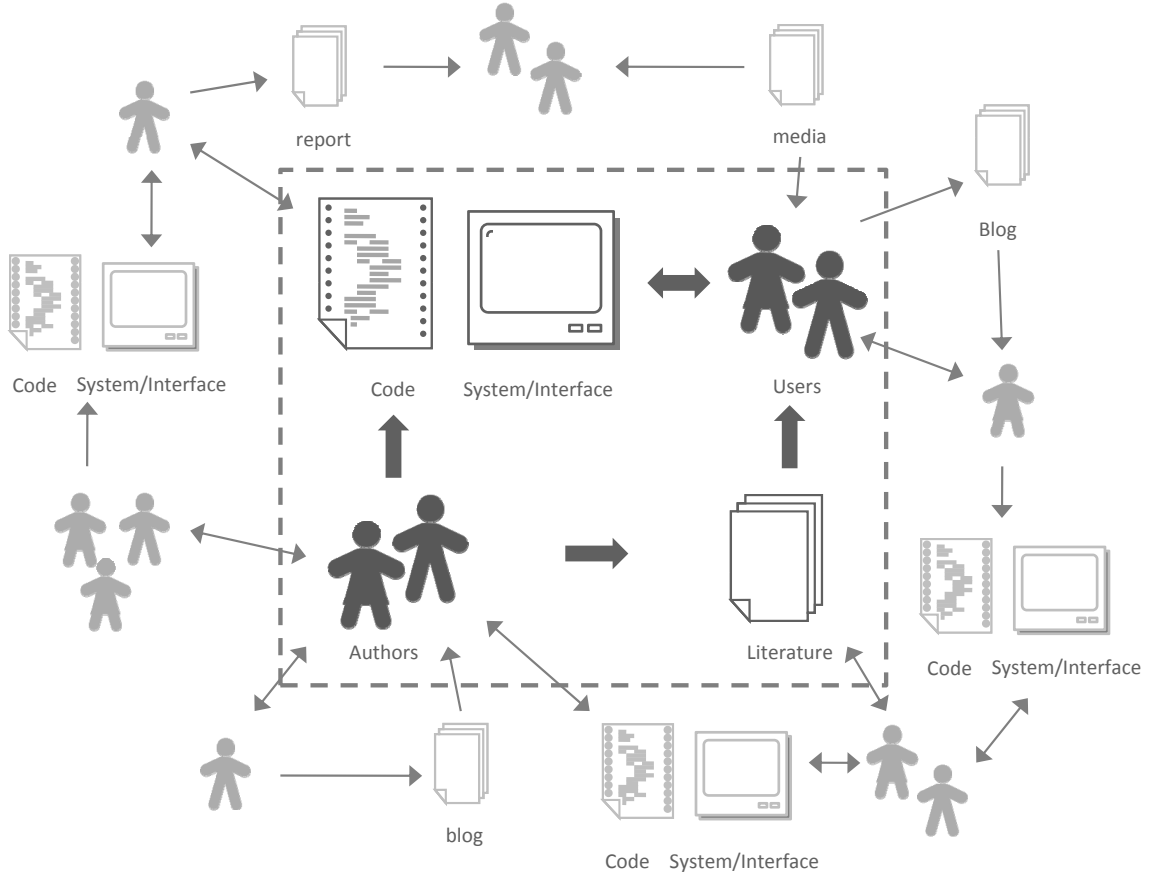 report
media
Blog
Code System/Interface
Code System/Interface
Users
Authors
Literature
Code System/Interface
blog
Code System/Interface